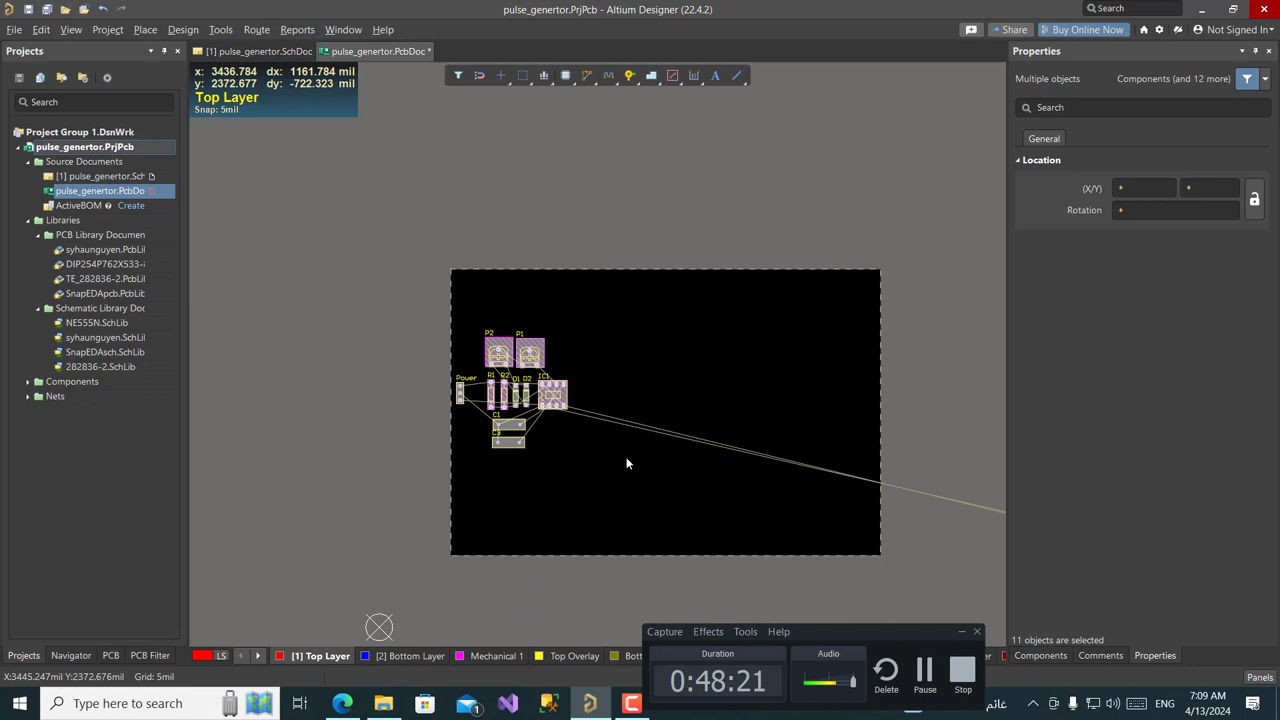 pulse_genertor.PrjPcb - Altium Designer (22.4.2)
Search
File Edit View Project Place Design Tools Route Reports Window Help
Share
Buy Online Now
Not Signed In
Projects
[1] pulse_genertor.SchDoc
pulse_genertor.PcbDoc *
Properties
x: 3436.784 dx: 1161.784 mil
y: 2372.677 dy: -722.323 mil
Top Layer
Snap: 5mil
Multiple objects
Components (and 12 more)
Search
Search
General
Location
(X/Y) * *
Rotation *
Project Group 1.DsnWrk
pulse_genertor.PrjPcb
Source Documents
[1] pulse_genertor.Sch
pulse_genertor.PcbDo
ActiveBOM Create
Libraries
PCB Library Documen
syhaunguyen.PcbLi
DIP254P762X533-
TE_282836-2.PcbLi
SnapEDApcb.PcbLib
Schematic Library Doc
NE555N.SchLib
syhaunguyen.SchLib
SnapEDAsch.SchLib
282836-2.SchLib
Components
Nets
P2 P1
Power R1 R2 D1 D2 IC1
C1
Capture Effects Tools Help
Duration
0:48:21
Audio
Delete
Pause
Stop
11 objects are selected
Projects Navigator PCB PCB Filter
LS
[1] Top Layer
[2] Bottom Layer
Mechanical 1
Top Overlay
Components Comments Properties
X:3445.247mil Y:2372.676mil Grid: 5mil
Panels
Type here to search
غائم
ENG
7:09 AM
4/13/2024